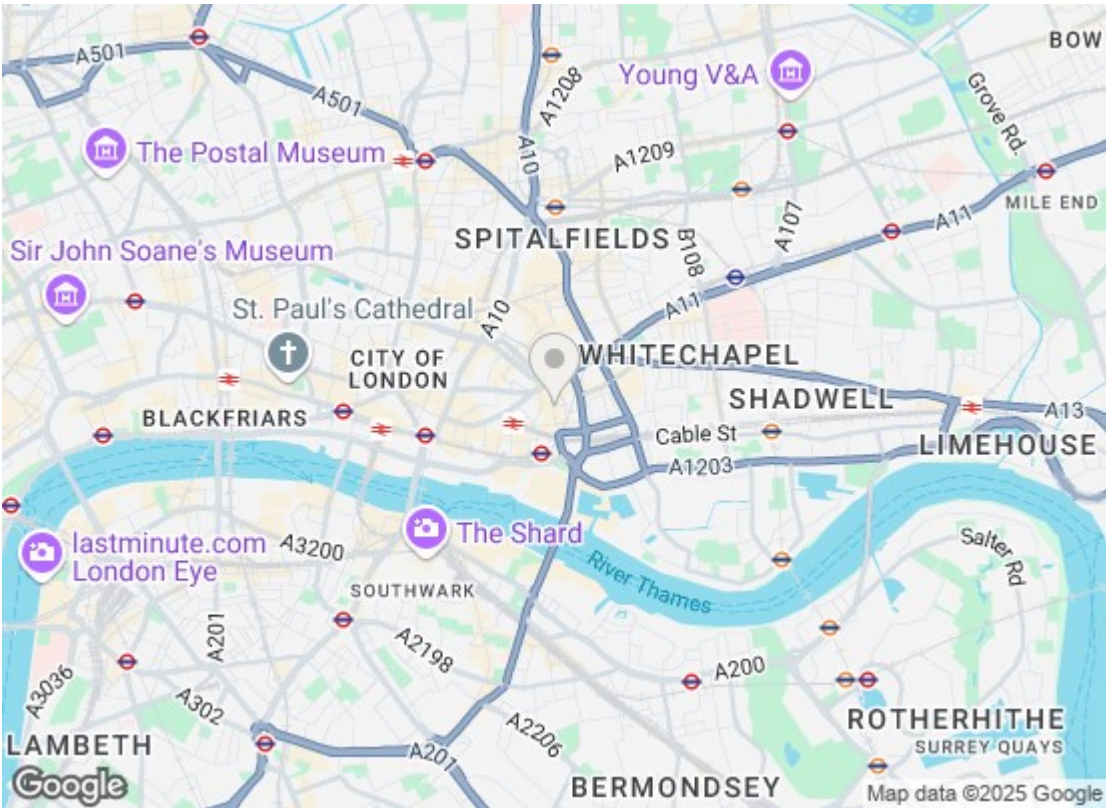 A501
BOW
Young V&A
A1208
Grove Rd.
A501
The Postal Museum
A10
A1209
MILE END
A107
A11
Sir John Soane's Museum
SPITALFIELDS
B108
St. Paul's Cathedral
A10
A11
CITY OF
LONDON
WHITECHAPEL
SHADWELL
BLACKFRIARS
A13
Cable St
LIMEHOUSE
A1203
The Shard
lastminute.com
London Eye
A3200
Salter Rd
River Thames
SOUTHWARK
A201
A2198
A200
A3036
A302
A2206
ROTHERHITHE
SURREY QUAYS
LAMBETH
A201
BERMONDSEY
Google
Map data ©2025 Google